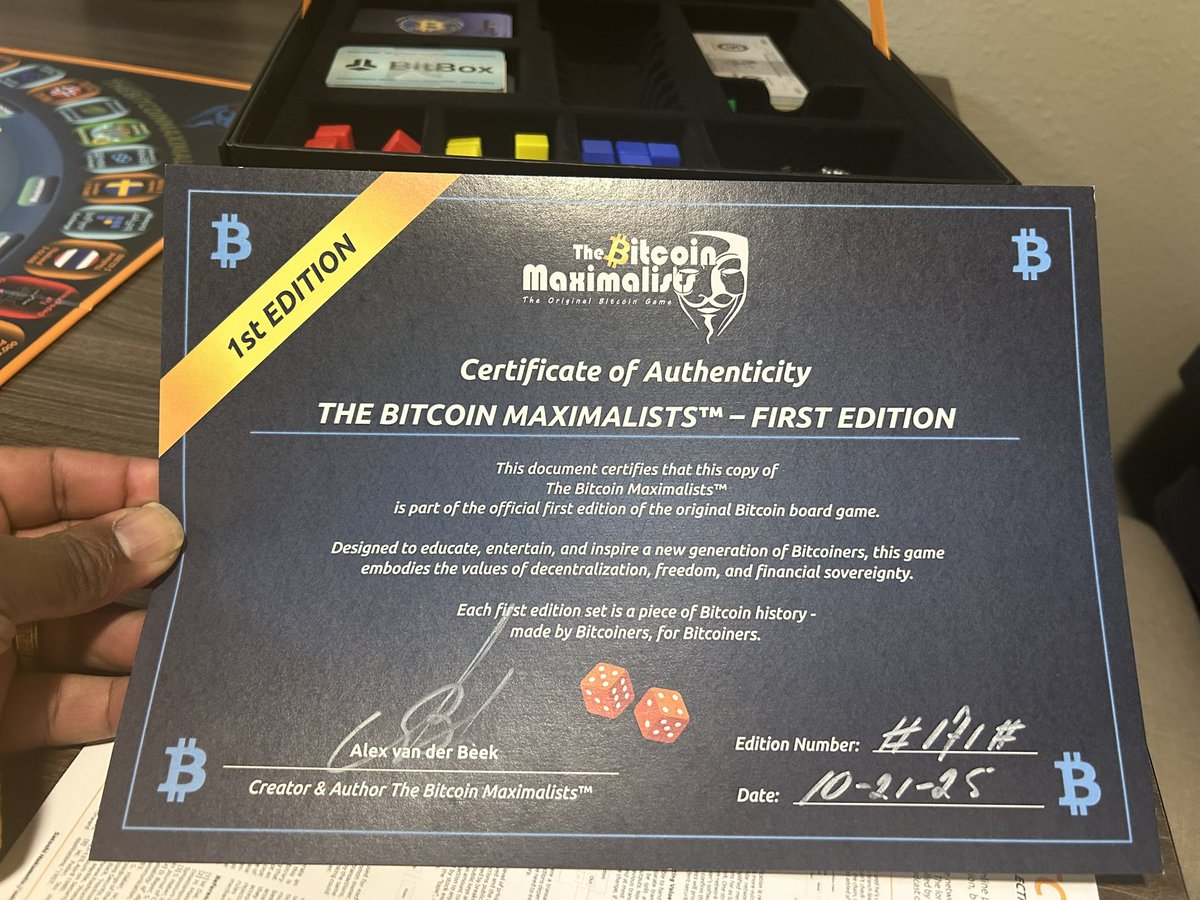 BitBox
1st EDITION
The Bitcoin
Maximalists
The Original Bitcoin Game
Certificate of Authenticity
THE BITCOIN MAXIMALISTS™ – FIRST EDITION
This document certifies that this copy of
The Bitcoin Maximalists™
is part of the official first edition of the original Bitcoin board game.
Designed to educate, entertain, and inspire a new generation of Bitcoiners, this game
embodies the values of decentralization, freedom, and financial sovereignty.
Each first edition set is a piece of Bitcoin history -
made by Bitcoiners, for Bitcoiners.
Alex van der Beek
Creator & Author The Bitcoin Maximalists™
Edition Number: #171#
Date: 10-21-25